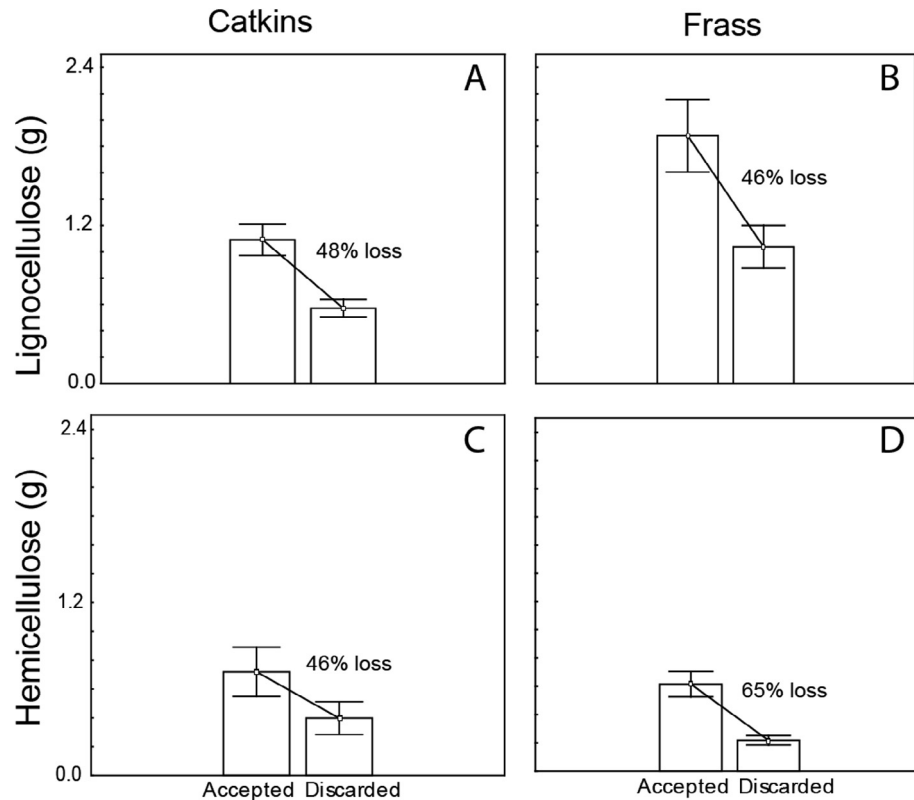 Catkins
Frass
Lignocellulose (g)
2.4
1.2
0.0
A
48% loss
B
46% loss
Hemicellulose (g)
2.4
1.2
0.0
C
46% loss
D
65% loss
Accepted Discarded
Accepted Discarded